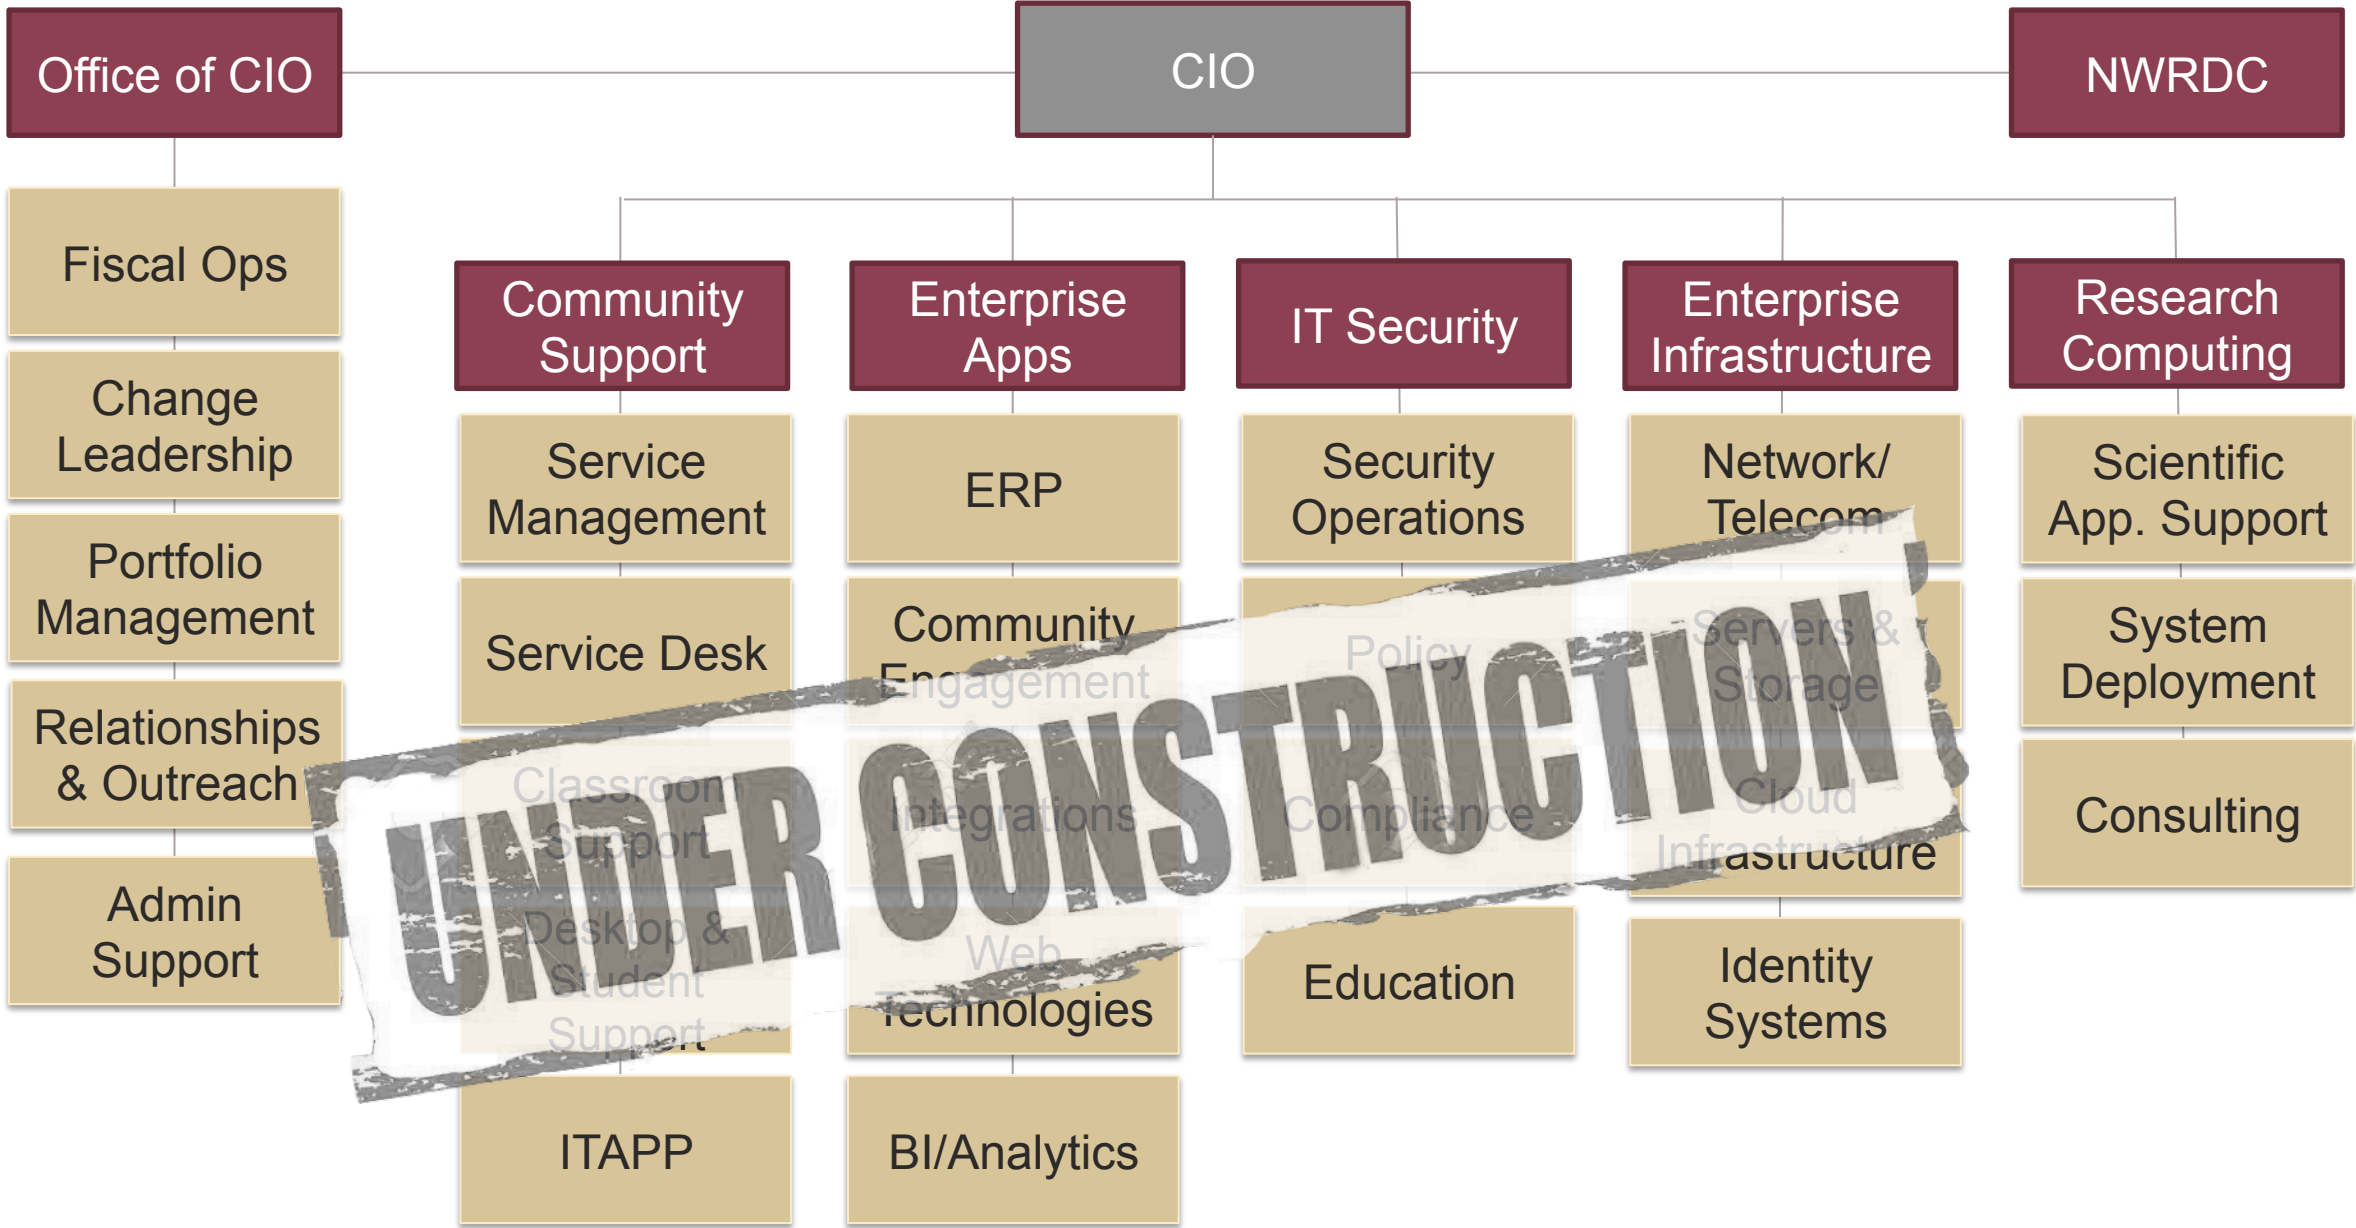 Office of CIO
CIO
NWRDC
Fiscal Ops
Change
Leadership
Portfolio
Management
Relationships
& Outreach
Admin
Support
Community
Support
Service
Management
Service Desk
Classroom
Support
Desktop &
Student
Support
ITAPP
Enterprise
Apps
ERP
Community
Engagement
Integrations
Web
Technologies
BI/Analytics
IT Security
Security
Operations
Policy
Compliance
Education
Enterprise
Infrastructure
Network/
Telecom
Servers &
Storage
Cloud
Infrastructure
Identity
Systems
Research
Computing
Scientific
App. Support
System
Deployment
Consulting
UNDER CONSTRUCTION